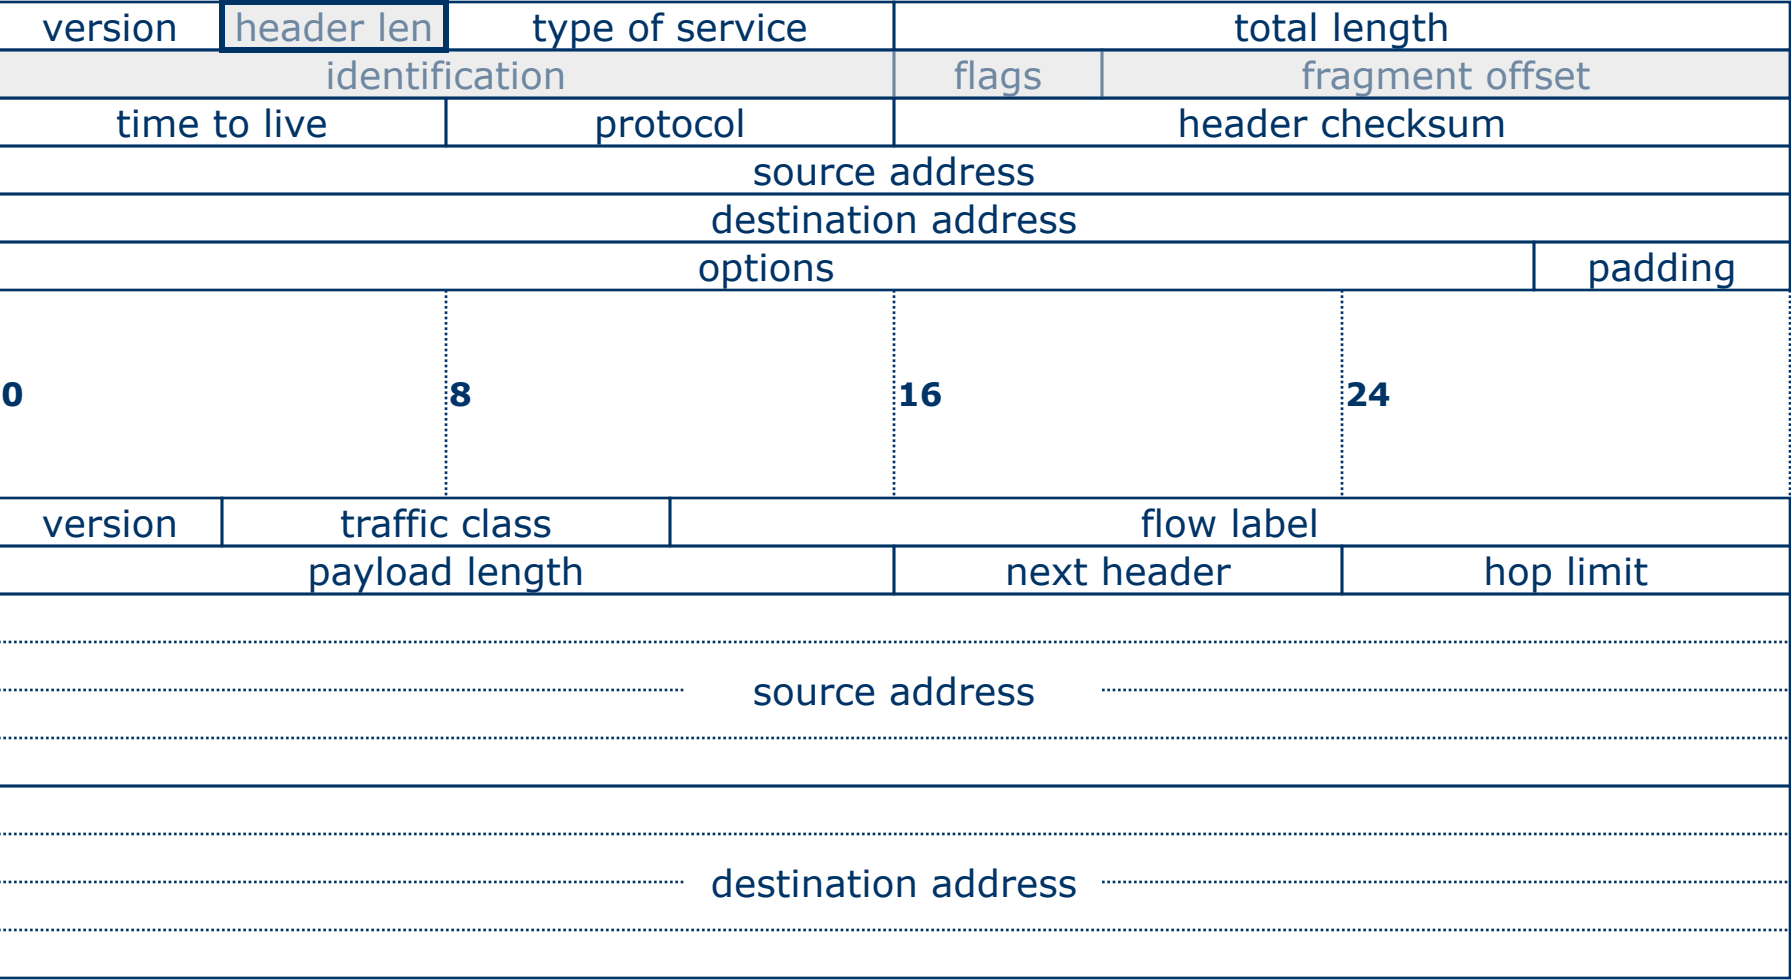 version header len type of service total length
identification flags fragment offset
time to live protocol header checksum
source address
destination address
options padding
0 8 16 24
version traffic class flow label
payload length next header hop limit
source address
destination address